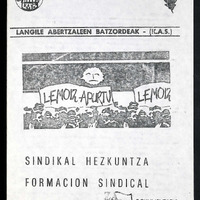 LANGILE ABERTZALEEN BATZORDEAK - (L.A.B.)
LEMOIZ APURTU
LEMOIZ
SINDIKAL HEZKUNTZA
FORMACION SINDICAL